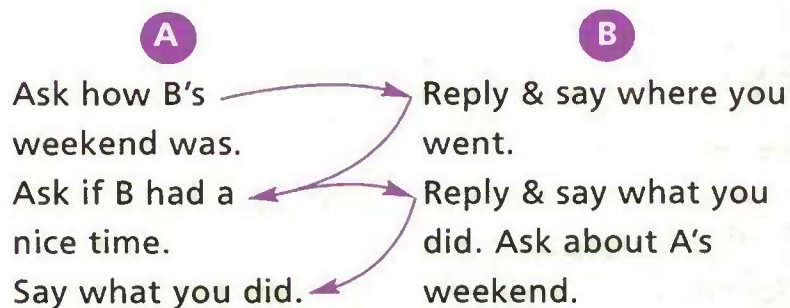 A
B
Ask how B's
weekend was.
Ask if B had a
nice time.
Say what you did.
Reply & say where you
went.
Reply & say what you
did. Ask about A's
weekend.